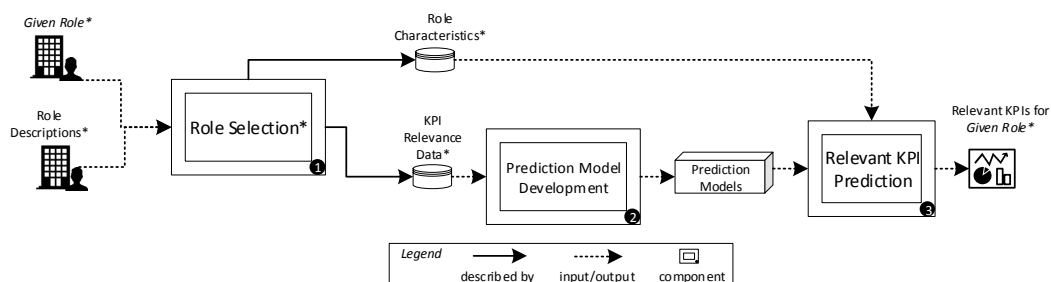 Given Role*
Role
Descriptions*
Role Selection*
1
Role
Characteristics*
KPI
Relevance
Data*
Prediction Model
Development
2
Prediction
Models
Relevant KPI
Prediction
3
Relevant KPIs for
Given Role*
Legend
described by
input/output
component